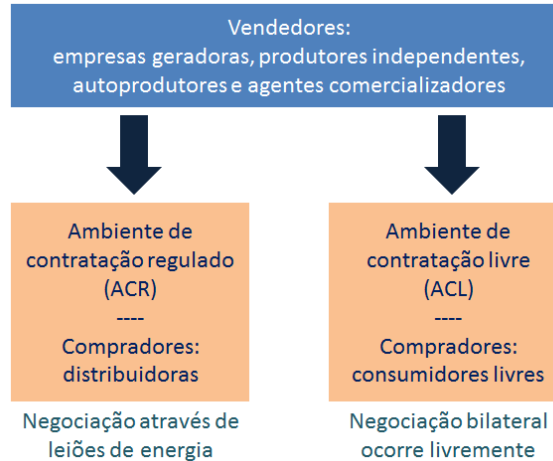 Vendedores:
empresas geradoras, produtores independentes,
autoprodutores e agentes comercializadores
Ambiente de
contratação regulado
(ACR)
----
Compradores:
distribuidoras
Negociação através de
leiões de energia
Ambiente de
contratação livre
(ACL)
----
Compradores:
consumidores livres
Negociação bilateral
ocorre livremente